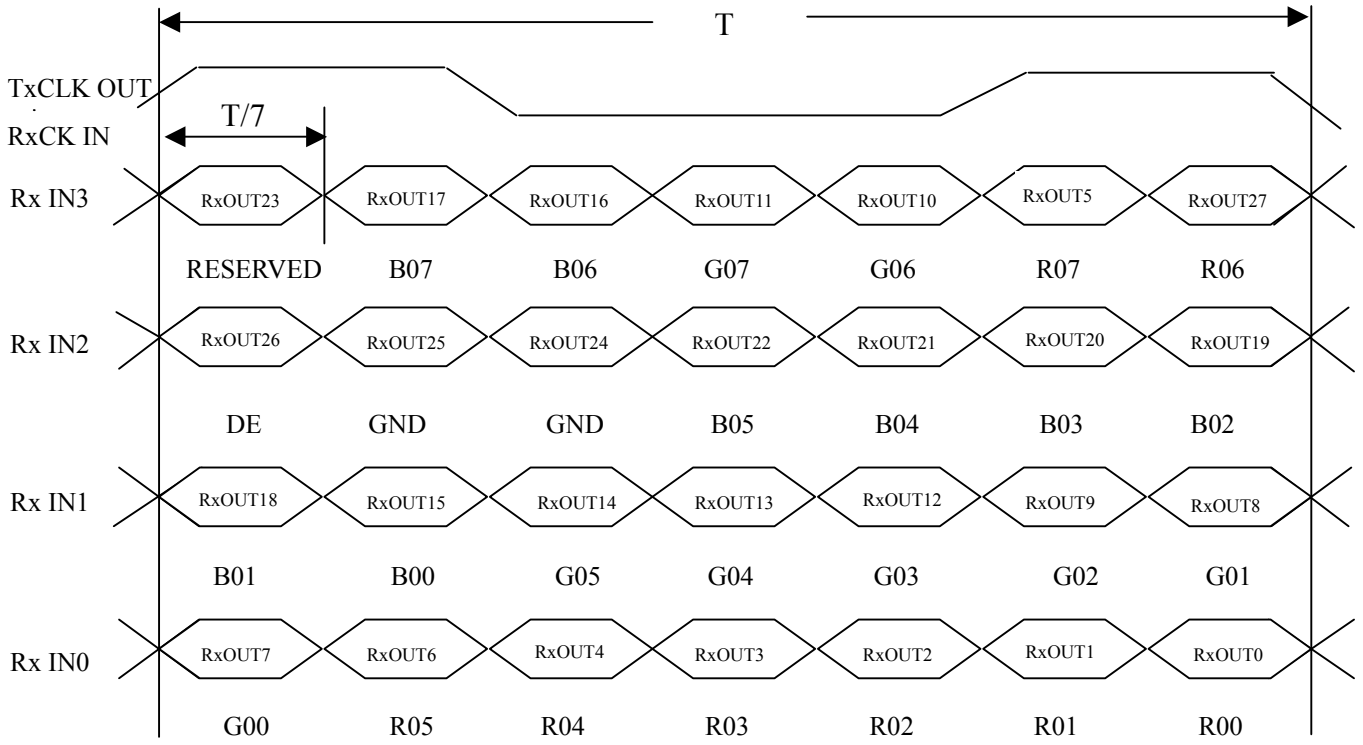 T
TxCLK OUT
RxCK IN
T/7
Rx IN3 RxOUT23 RxOUT17 RxOUT16 RxOUT11 RxOUT10 RxOUT5 RxOUT27
RESERVED B07 B06 G07 G06 R07 R06
Rx IN2 RxOUT26 RxOUT25 RxOUT24 RxOUT22 RxOUT21 RxOUT20 RxOUT19
DE GND GND B05 B04 B03 B02
Rx IN1 RxOUT18 RxOUT15 RxOUT14 RxOUT13 RxOUT12 RxOUT9 RxOUT8
B01 B00 G05 G04 G03 G02 G01
Rx IN0 RxOUT7 RxOUT6 RxOUT4 RxOUT3 RxOUT2 RxOUT1 RxOUT0
G00 R05 R04 R03 R02 R01 R00